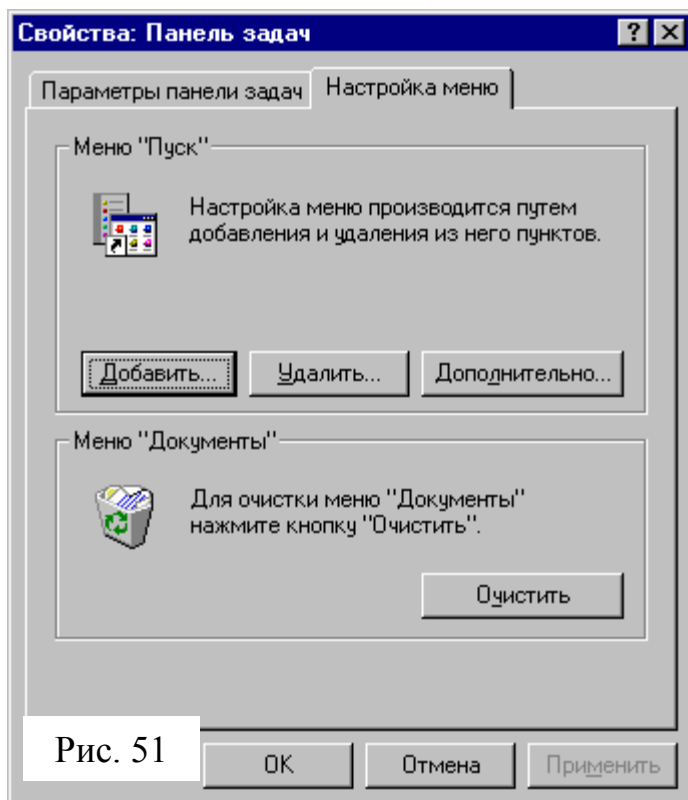 Свойства: Панель задач
Параметры панели задач
Настройка меню
Меню "Пуск"
Настройка меню производится путем
добавления и удаления из него пунктов.
Добавить...
Удалить...
Дополнительно...
Меню "Документы"
Для очистки меню "Документы"
нажмите кнопку "Очистить".
Очистить
Рис. 51
ОК
Отмена
Применить